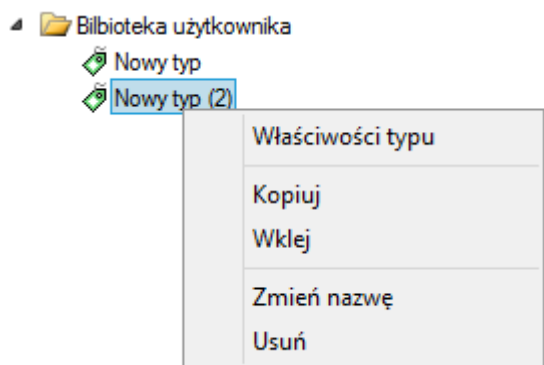 Bilbioteka użytkownika
Nowy typ
Nowy typ (2)
Właściwości typu
Kopiuj
Wklej
Zmień nazwę
Usuń